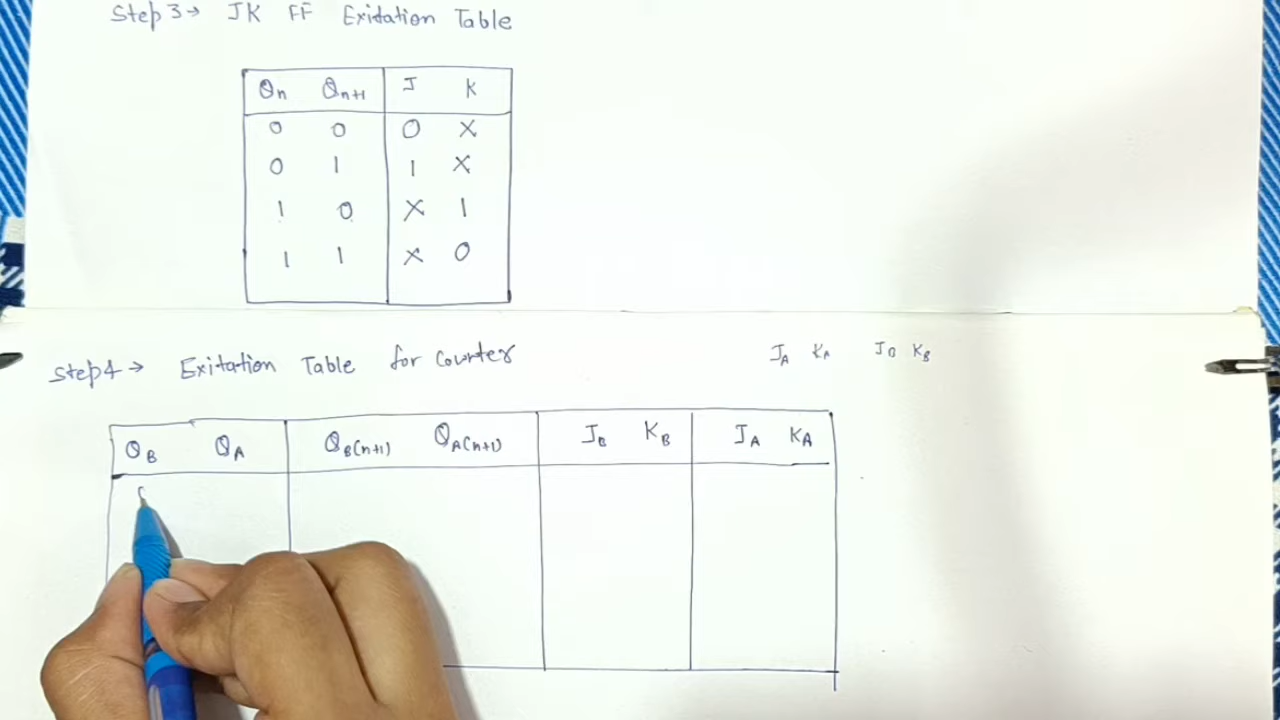 Step 3→ JK FF Exitation Table
Qn Qn+1 J K
0 0 0 X
0 1 1 X
1 0 X 1
1 1 X 0
Step4→ Exitation Table for Counter
JA KA JB KB
QB QA QB(n+1) QA(n+1) JB KB JA KA